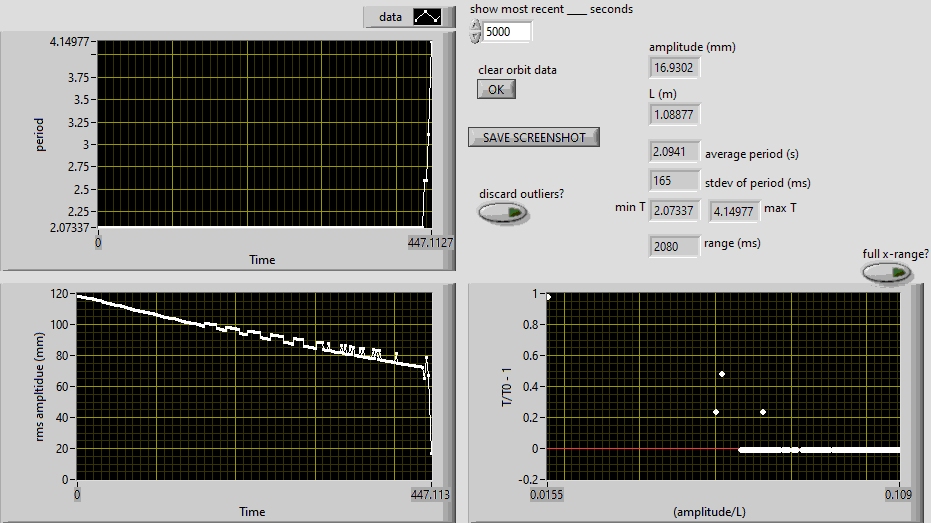 data
show most recent ____ seconds
5000
clear orbit data
OK
SAVE SCREENSHOT
discard outliers?
amplitude (mm)
16.9302
L (m)
1.08877
2.0941 average period (s)
165 stdev of period (ms)
min T 2.07337 4.14977 max T
2080 range (ms)
full x-range?
4.14977
3.75
3.5
3.25
3
2.75
2.5
2.25
2.07337
period
0 447.1127
Time
120
100
80
60
40
20
0
rms ampltidue (mm)
0 447.113
Time
1
0.8
0.6
0.4
0.2
0
-0.2
T/T0 - 1
0.0155 0.109
(amplitude/L)